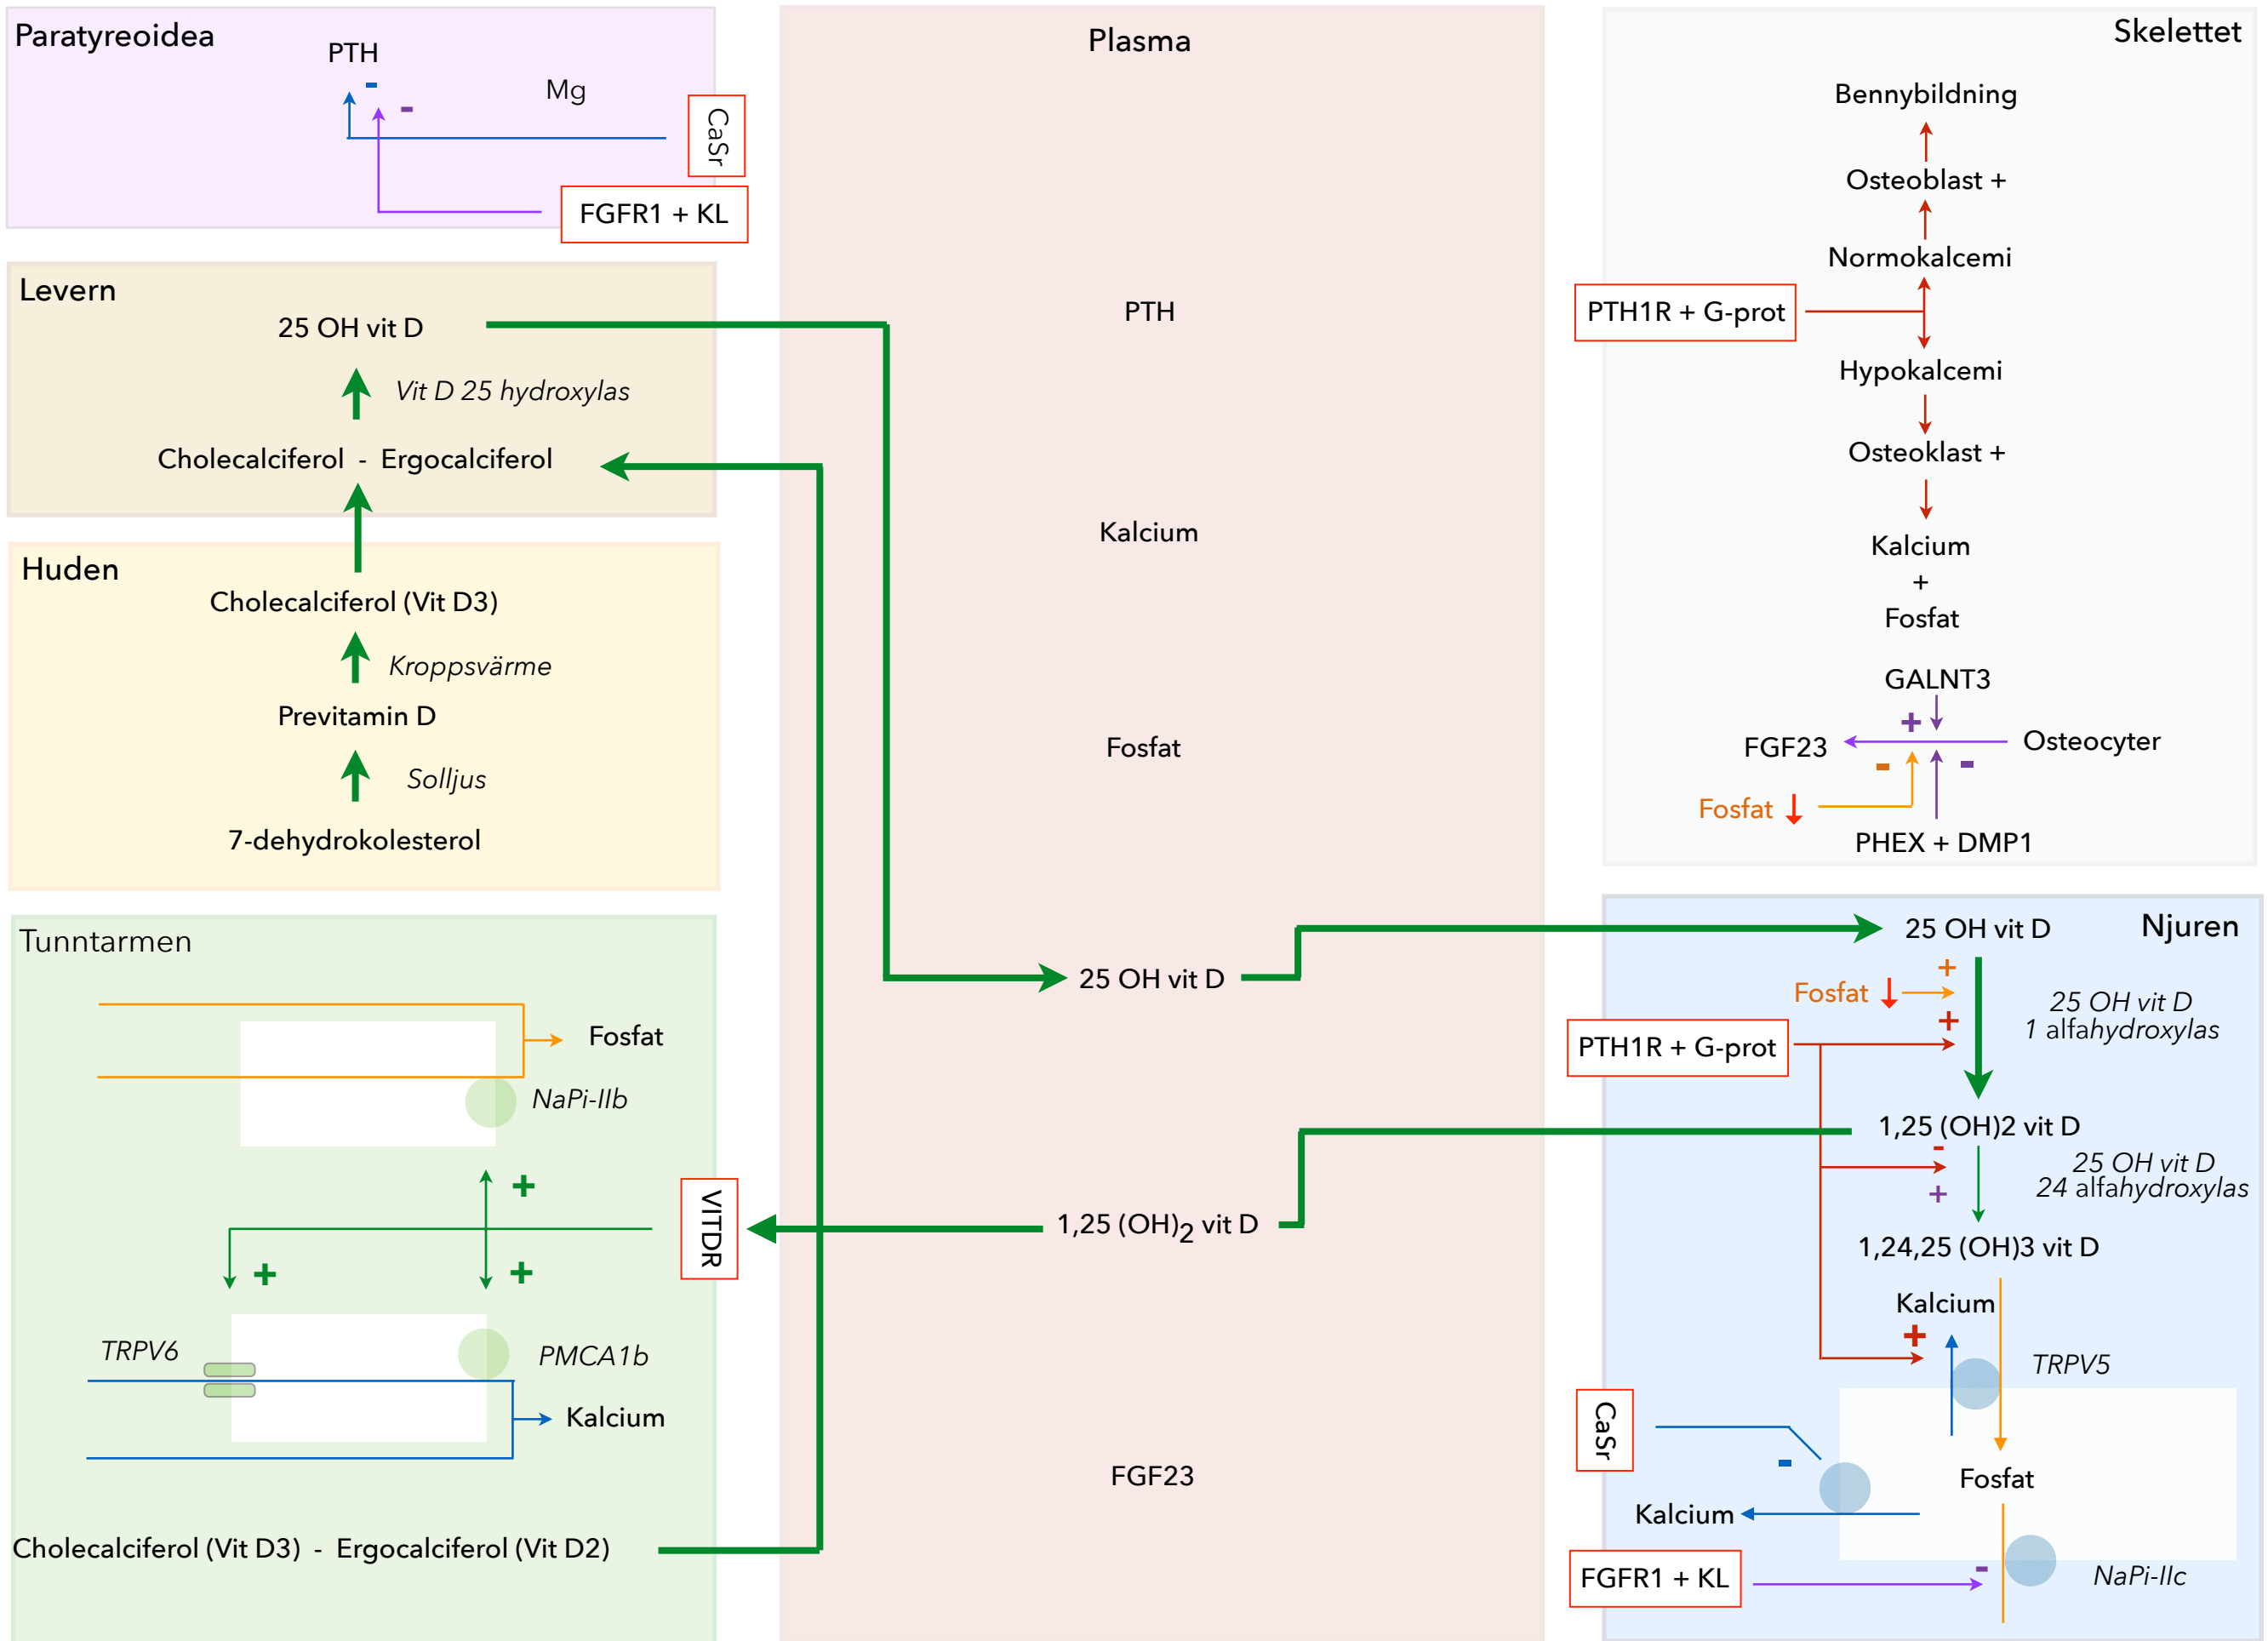 Paratyreoidea
PTH
-
-
Mg
CaSr
FGFR1 + KL
Levern
25 OH vit D
Vit D 25 hydroxylas
Cholecalciferol - Ergocalciferol
Huden
Cholecalciferol (Vit D3)
Kroppsvärme
Previtamin D
Solljus
7-dehydrokolesterol
Tunntarmen
Fosfat
NaPi-IIb
+
VITDR
+
+
TRPV6
PMCA1b
Kalcium
Cholecalciferol (Vit D3) - Ergocalciferol (Vit D2)
Plasma
PTH
Kalcium
Fosfat
25 OH vit D
1,25 (OH)2 vit D
FGF23
Skelettet
Bennybildning
Osteoblast +
Normokalcemi
PTH1R + G-prot
Hypokalcemi
Osteoklast +
Kalcium
+
Fosfat
GALNT3
+
FGF23
Osteocyter
-
-
Fosfat
PHEX + DMP1
Njuren
25 OH vit D
+
Fosfat
25 OH vit D
1 alfahydroxylas
+
PTH1R + G-prot
1,25 (OH)2 vit D
-
25 OH vit D
24 alfahydroxylas
+
1,24,25 (OH)3 vit D
Kalcium
+
TRPV5
CaSr
-
Fosfat
Kalcium
FGFR1 + KL
-
NaPi-IIc